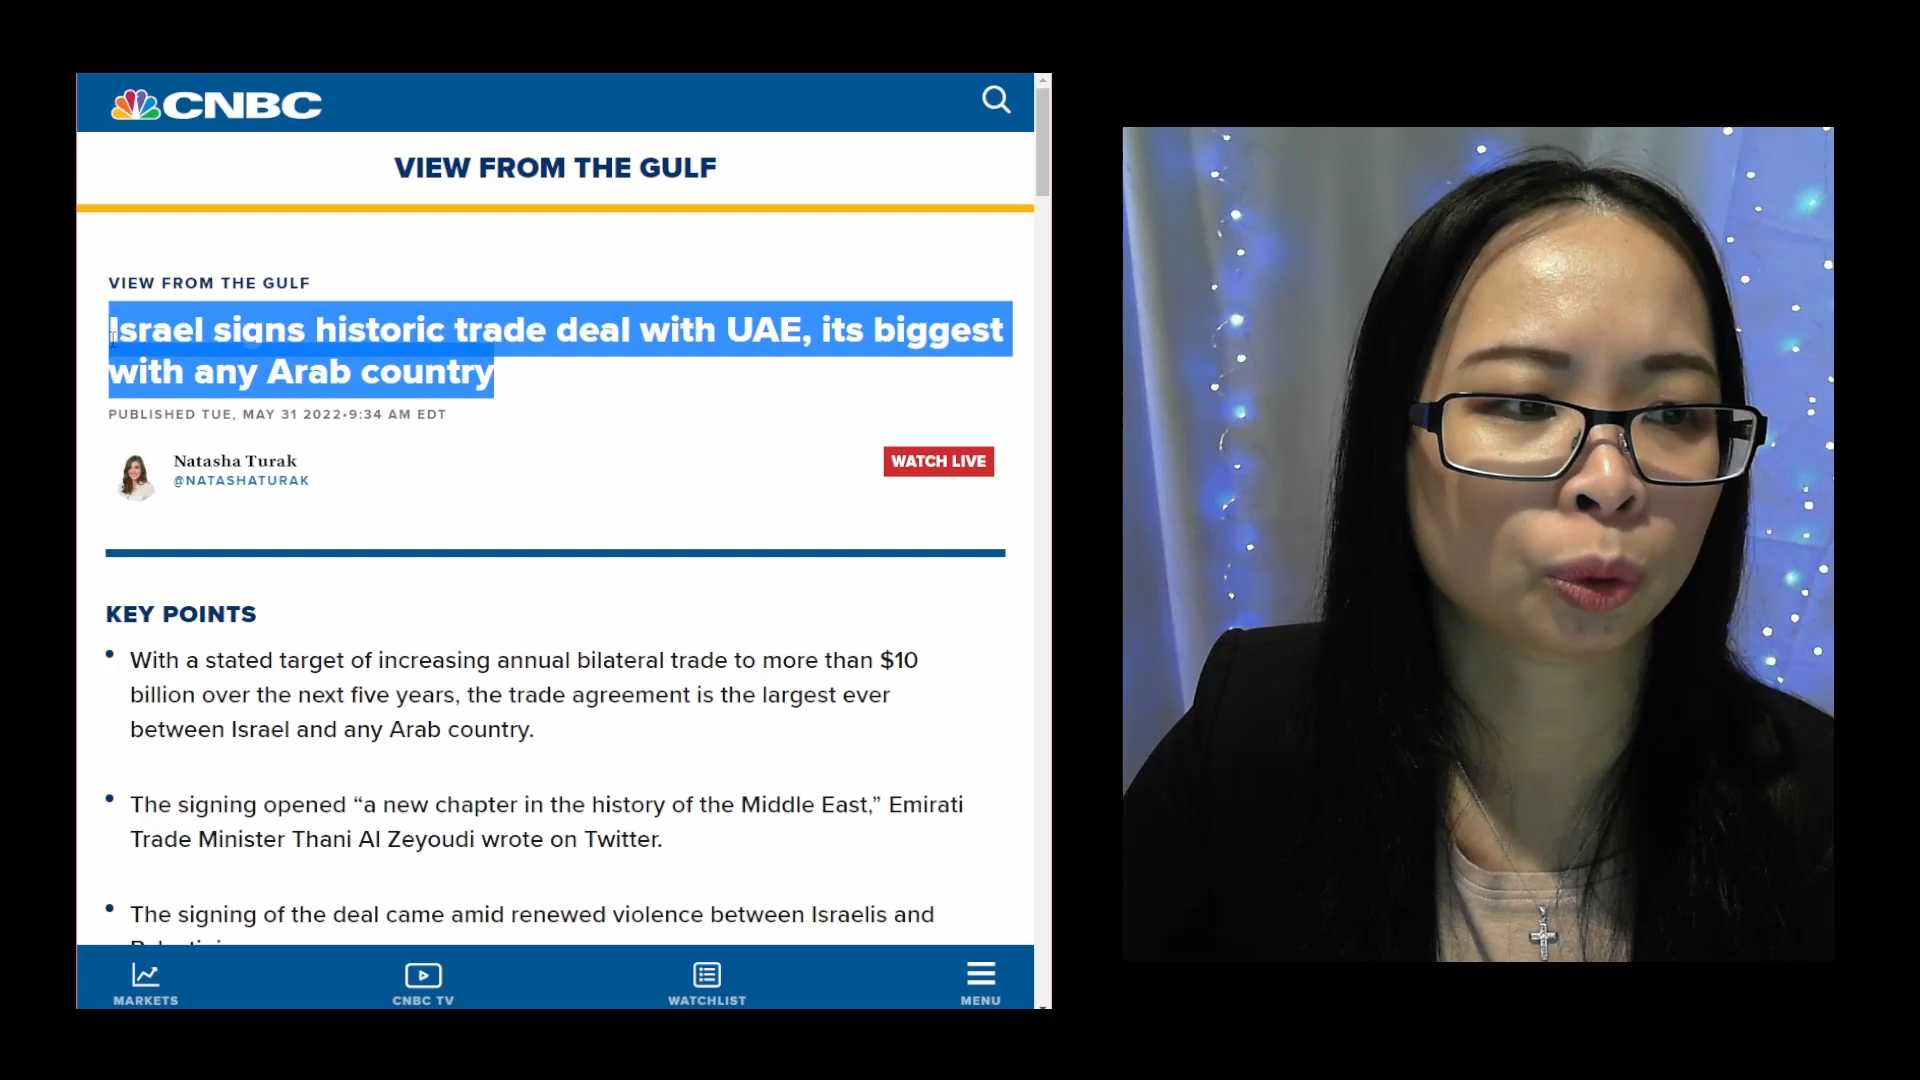 CNBC
VIEW FROM THE GULF
VIEW FROM THE GULF
Israel signs historic trade deal with UAE, its biggest
with any Arab country
PUBLISHED TUE, MAY 31 2022•9:34 AM EDT
Natasha Turak
@NATASHATURAK
WATCH LIVE
KEY POINTS
• With a stated target of increasing annual bilateral trade to more than $10
billion over the next five years, the trade agreement is the largest ever
between Israel and any Arab country.
• The signing opened “a new chapter in the history of the Middle East,” Emirati
Trade Minister Thani Al Zeyoudi wrote on Twitter.
• The signing of the deal came amid renewed violence between Israelis and
MARKETS
CNBC TV
WATCHLIST
MENU